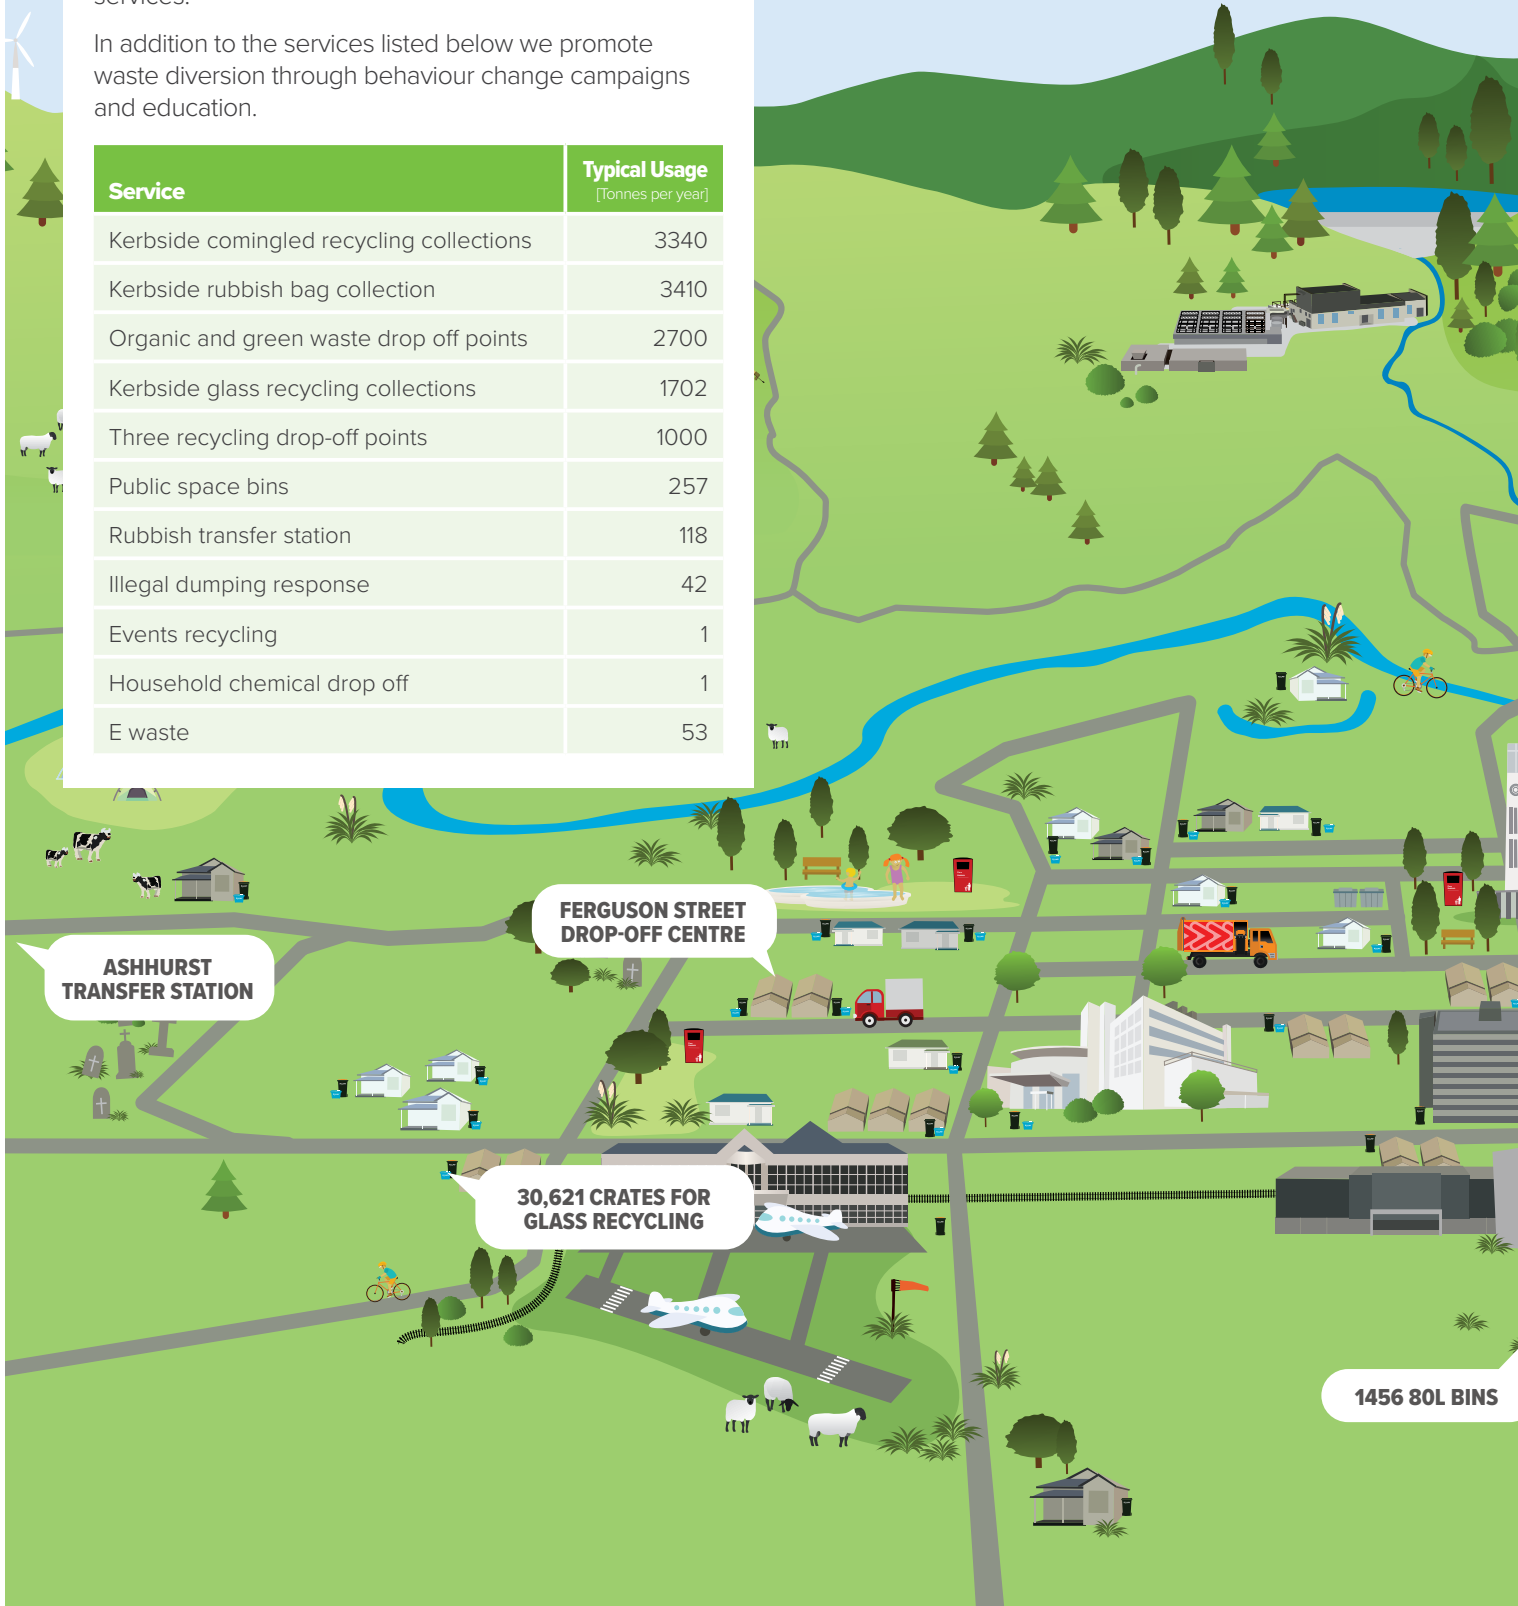 services.
In addition to the services listed below we promote
waste diversion through behaviour change campaigns
and education.
Service Typical Usage
[Tonnes per year]
Kerbside comingled recycling collections 3340
Kerbside rubbish bag collection 3410
Organic and green waste drop off points 2700
Kerbside glass recycling collections 1702
Three recycling drop-off points 1000
Public space bins 257
Rubbish transfer station 118
Illegal dumping response 42
Events recycling 1
Household chemical drop off 1
E waste 53
FERGUSON STREET
DROP-OFF CENTRE
ASHHURST
TRANSFER STATION
30,621 CRATES FOR
GLASS RECYCLING
1456 80L BINS